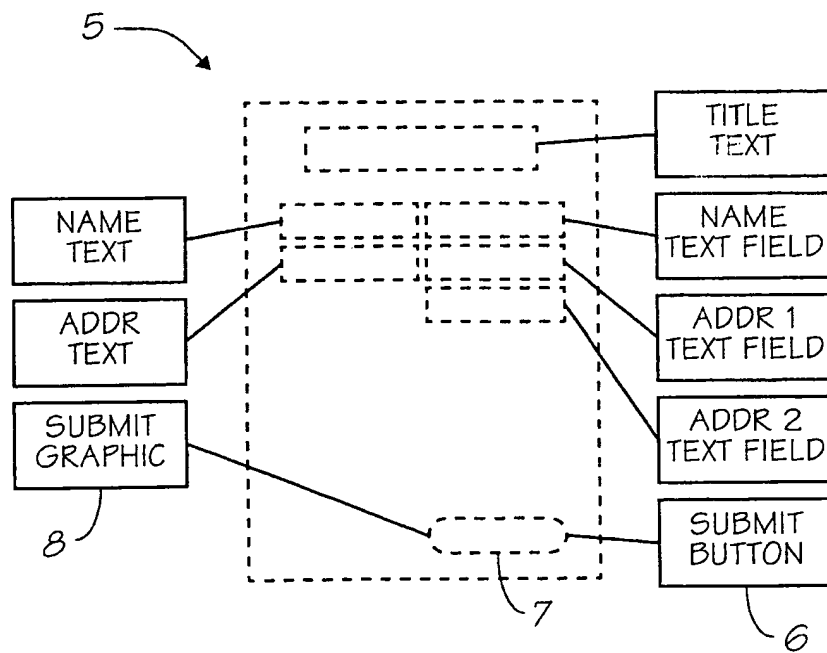 5
TITLE
TEXT
NAME
TEXT
NAME
TEXT FIELD
ADDR
TEXT
ADDR 1
TEXT FIELD
SUBMIT
GRAPHIC
ADDR 2
TEXT FIELD
SUBMIT
BUTTON
8
7
6